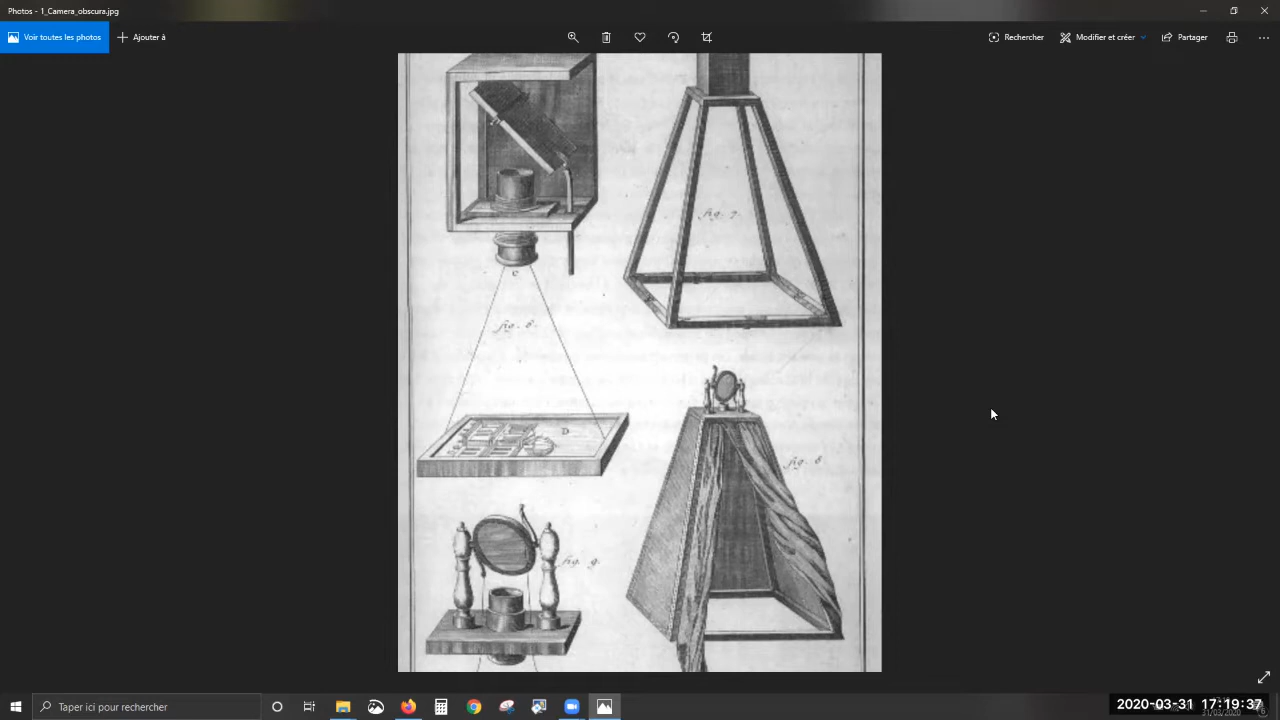 Photos - 1_Camera_obscura.jpg
Voir toutes les photos
Ajouter à
Rechercher
Modifier et créer
Partager
fig. 7.
C
fig. 6.
D
fig. 8
fig. 9.
Taper ici pour rechercher
2020-03-31 17:19:37